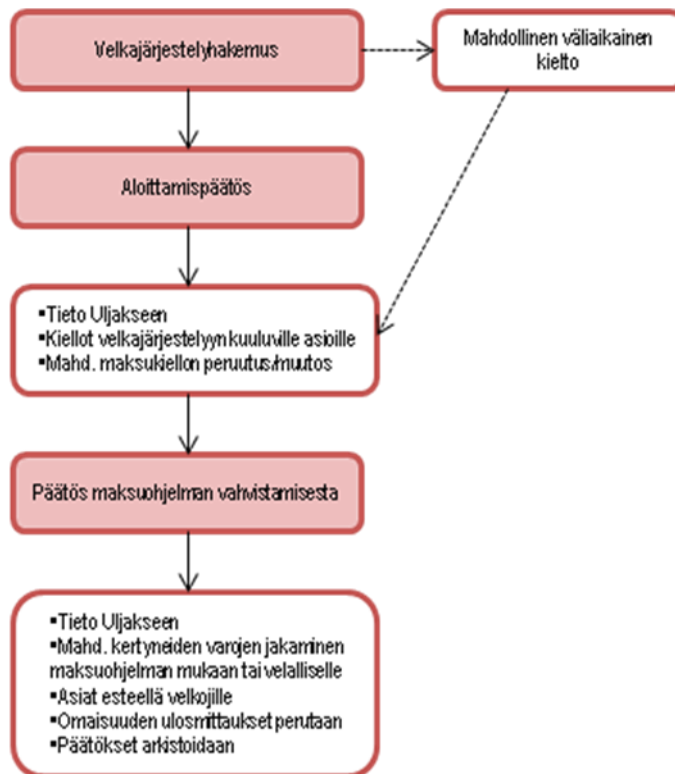 Velkajärjestelyhakemus
Mahdollinen väliaikainen
kielto
Aloittamispäätös
▪Tieto Uljakseen
▪Kiellot velkajärjestelyyn kuuluville asioille
▪Mahd. maksukiellon peruutus/muutos
Päätös maksuohjelman vahvistamisesta
▪Tieto Uljakseen
▪Mahd. kertyneiden varojen jakaminen
maksuohjelman mukaan tai velalliselle
▪Asiat esteellä velkojille
▪Omaisuuden ulosmittaukset perutaan
▪Päätökset arkistoidaan